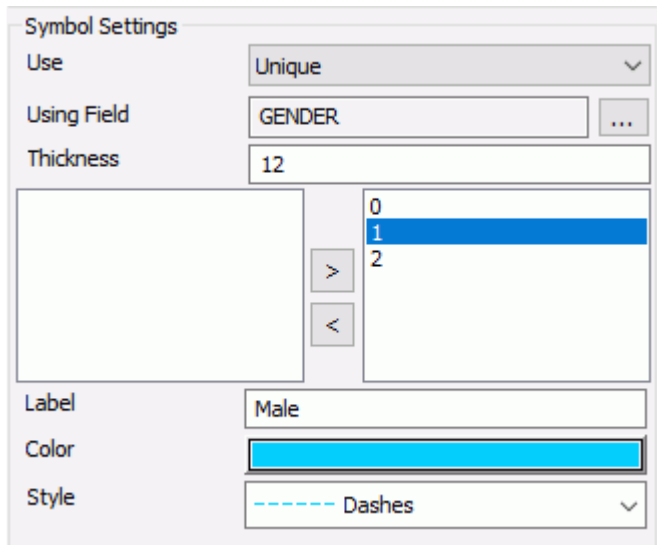 Symbol Settings
Use Unique
Using Field GENDER ...
Thickness 12
0
1
2
>
<
Label Male
Color
Style Dashes